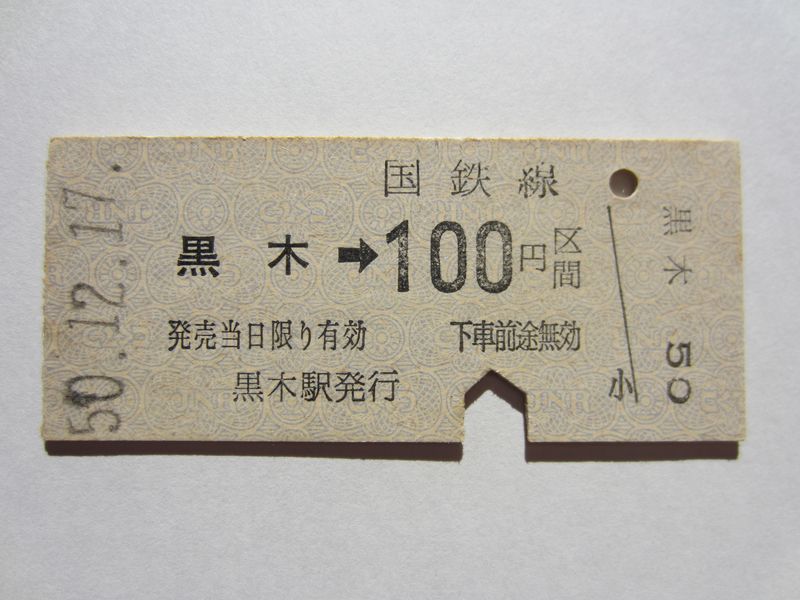 50.12.17.
国鉄線
黒木➡100円区間
発売当日限り有効 下車前途無効
黒木駅発行
黒木 50
小